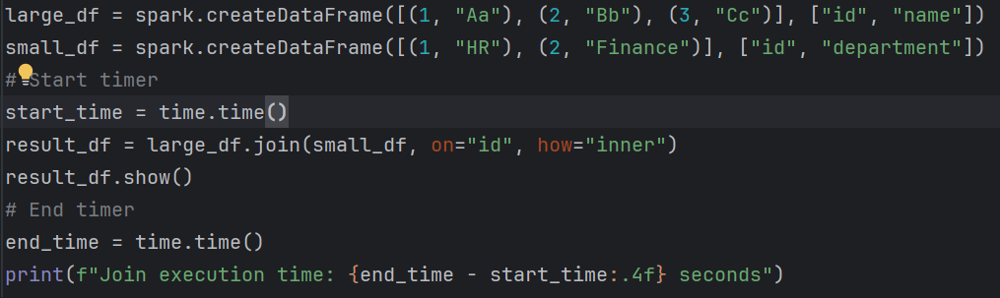 large_df = spark.createDataFrame([(1, "Aa"), (2, "Bb"), (3, "Cc")], ["id", "name"])
small_df = spark.createDataFrame([(1, "HR"), (2, "Finance")], ["id", "department"])
# Start timer
start_time = time.time()
result_df = large_df.join(small_df, on="id", how="inner")
result_df.show()
# End timer
end_time = time.time()
print(f"Join execution time: {end_time - start_time:.4f} seconds")